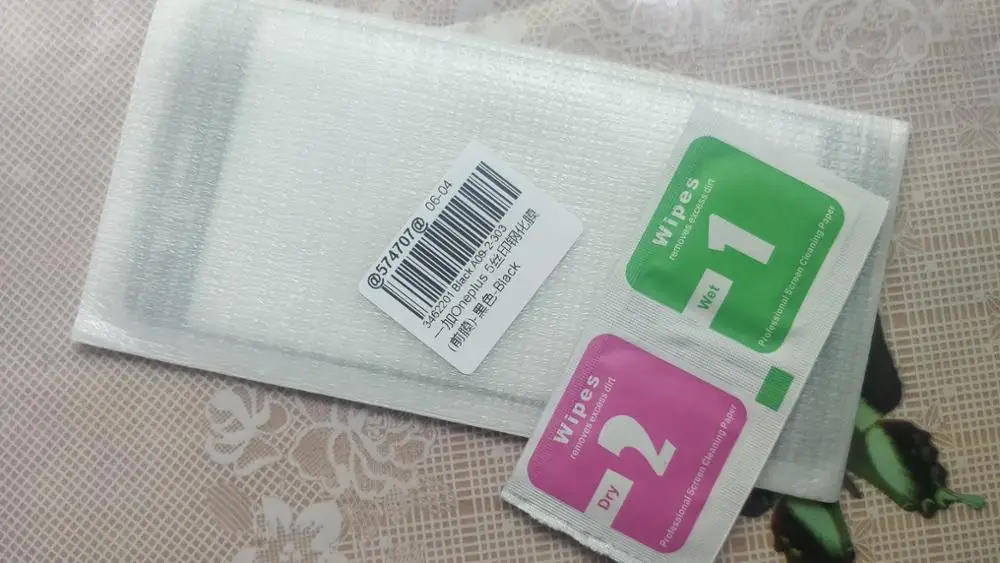 @574707@ 06-04
3462201 Black A09-2-303
一加Oneplus 5丝印钢化膜
(前膜)-黑色-Black
Wipes
removes excess dirt
Wet
1
Professional Screen Cleaning Paper
Wipes
removes excess dirt
Dry
2
Professional Screen Cleaning Paper